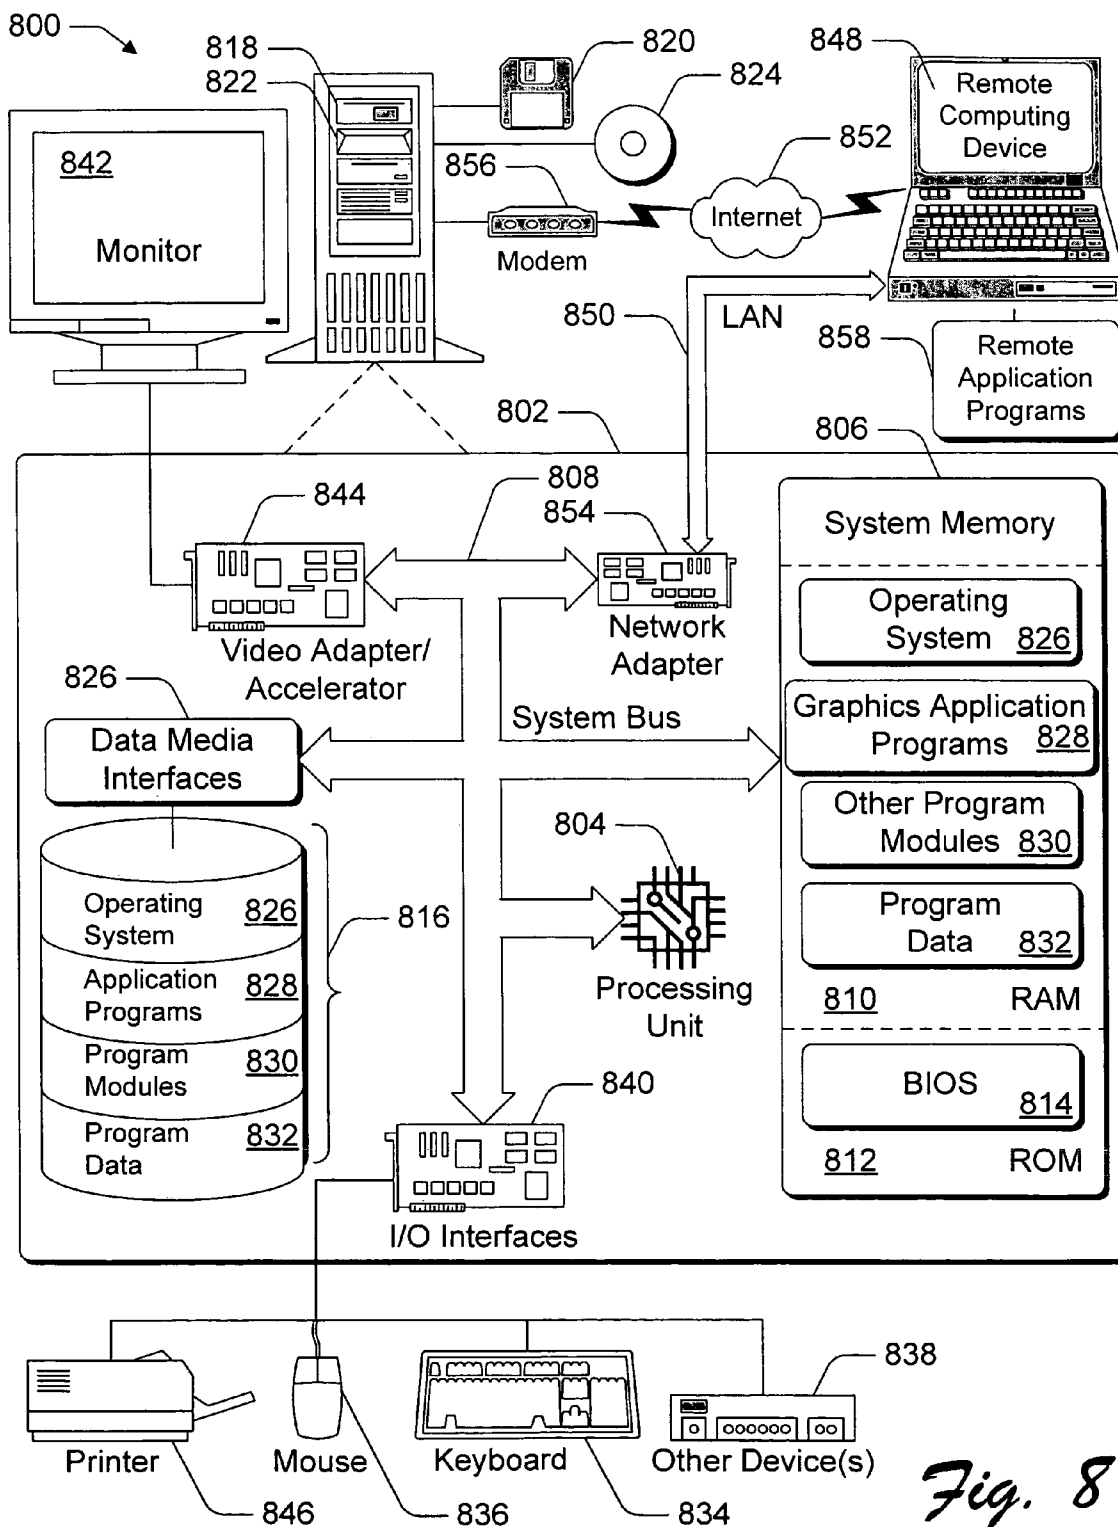 800
818
822
820
824
848
Remote
Computing
Device
842
Monitor
856
Modem
852
Internet
850
LAN
858
Remote
Application
Programs
802
806
844
808
854
Video Adapter/
Accelerator
Network
Adapter
System Memory
Operating
System 826
Graphics Application
Programs 828
Other Program
Modules 830
Program
Data 832
810 RAM
BIOS
814
812 ROM
826
Data Media
Interfaces
System Bus
804
Processing
Unit
Operating
System 826
Application
Programs 828
Program
Modules 830
Program
Data 832
816
840
I/O Interfaces
Printer
846
Mouse
836
Keyboard
834
838
Other Device(s)
Fig. 8